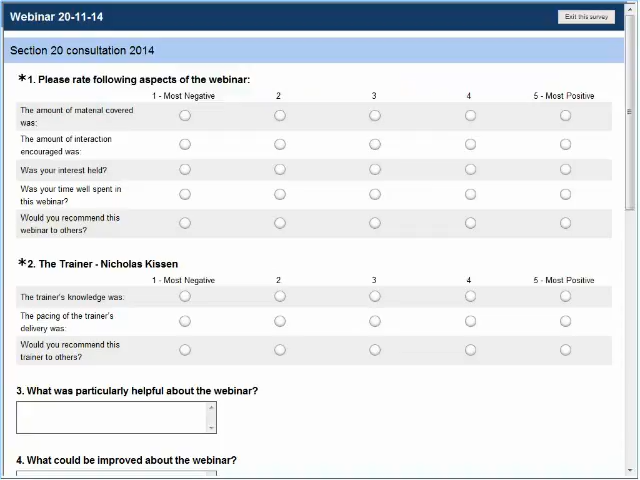 Webinar 20-11-14
Exit this survey
Section 20 consultation 2014
*1. Please rate following aspects of the webinar:
1 - Most Negative 2 3 4 5 - Most Positive
The amount of material covered
was:
The amount of interaction
encouraged was:
Was your interest held?
Was your time well spent in
this webinar?
Would you recommend this
webinar to others?
*2. The Trainer - Nicholas Kissen
1 - Most Negative 2 3 4 5 - Most Positive
The trainer's knowledge was:
The pacing of the trainer's
delivery was:
Would you recommend this
trainer to others?
3. What was particularly helpful about the webinar?
4. What could be improved about the webinar?